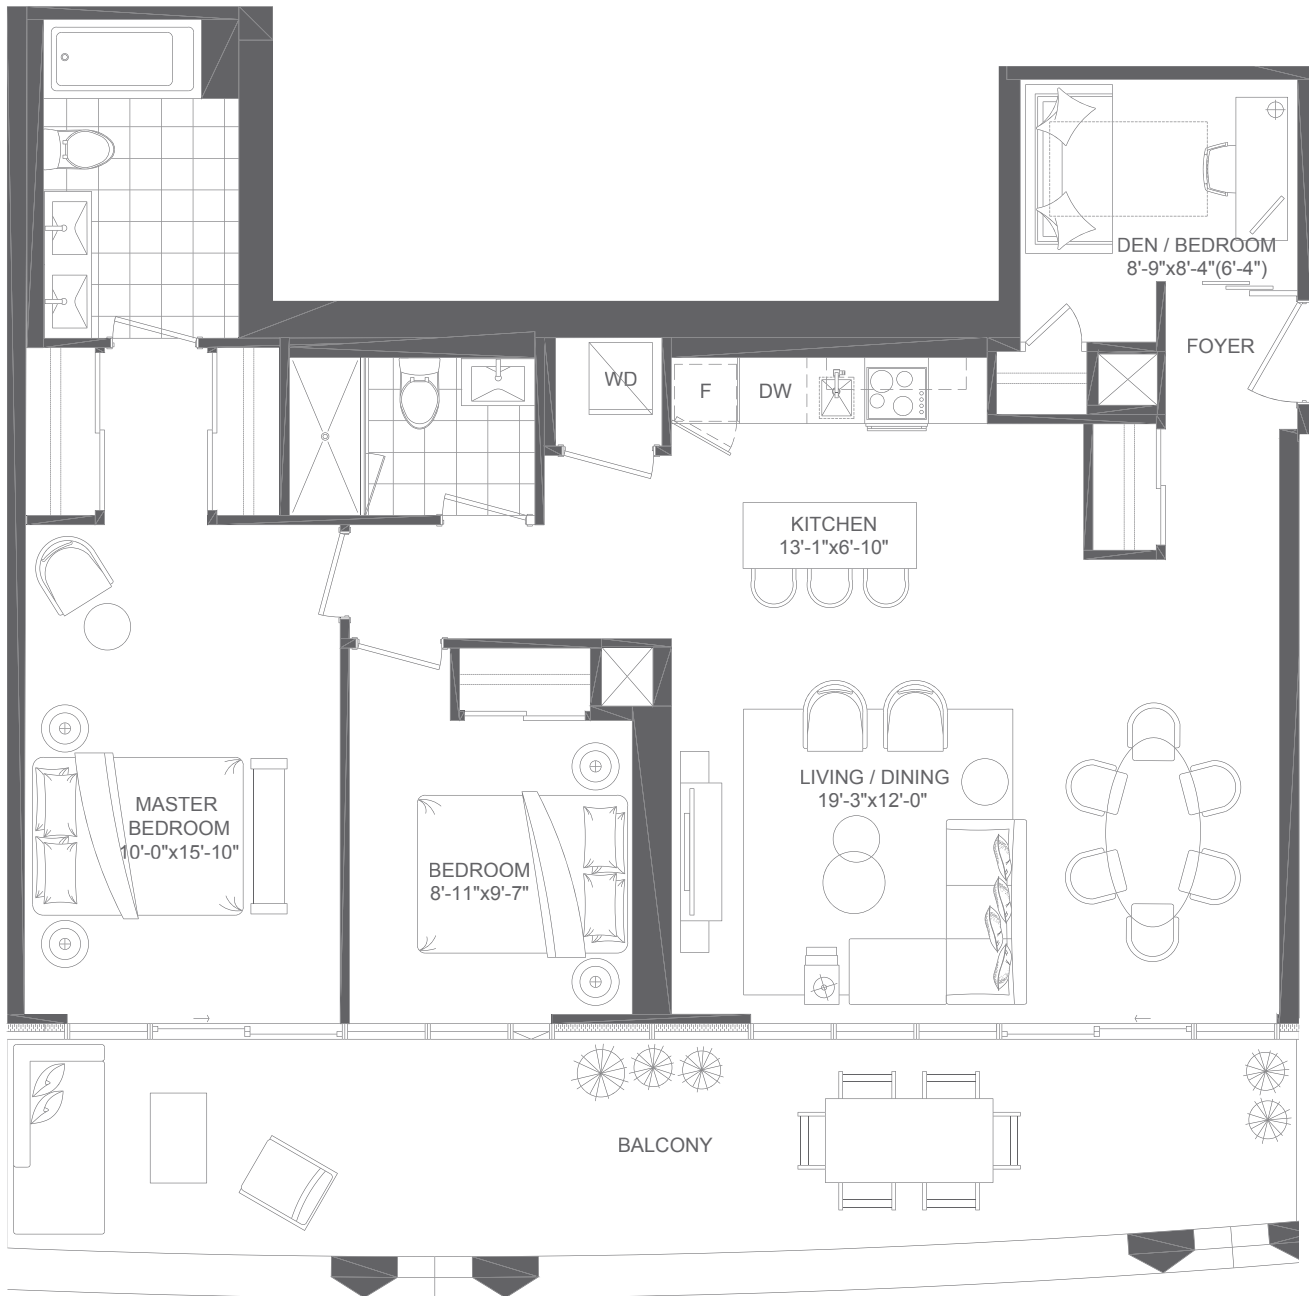 DEN / BEDROOM
8'-9"x8'-4"(6'-4")
FOYER
WD
F
DW
KITCHEN
13'-1"x6'-10"
LIVING / DINING
19'-3"x12'-0"
MASTER
BEDROOM
10'-0"x15'-10"
BEDROOM
8'-11"x9'-7"
BALCONY